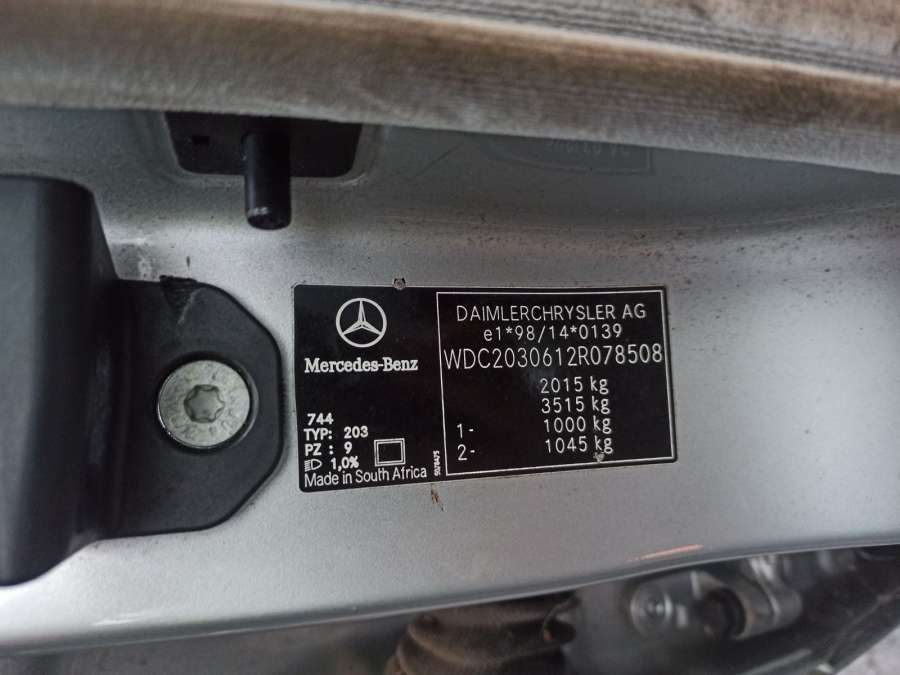 Mercedes-Benz
744
TYP: 203
PZ : 9
1,0%
Made in South Africa
DAIMLERCHRYSLER AG
e1*98/14*0139
WDC2030612R078508
2015 kg
3515 kg
1- 1000 kg
2- 1045 kg